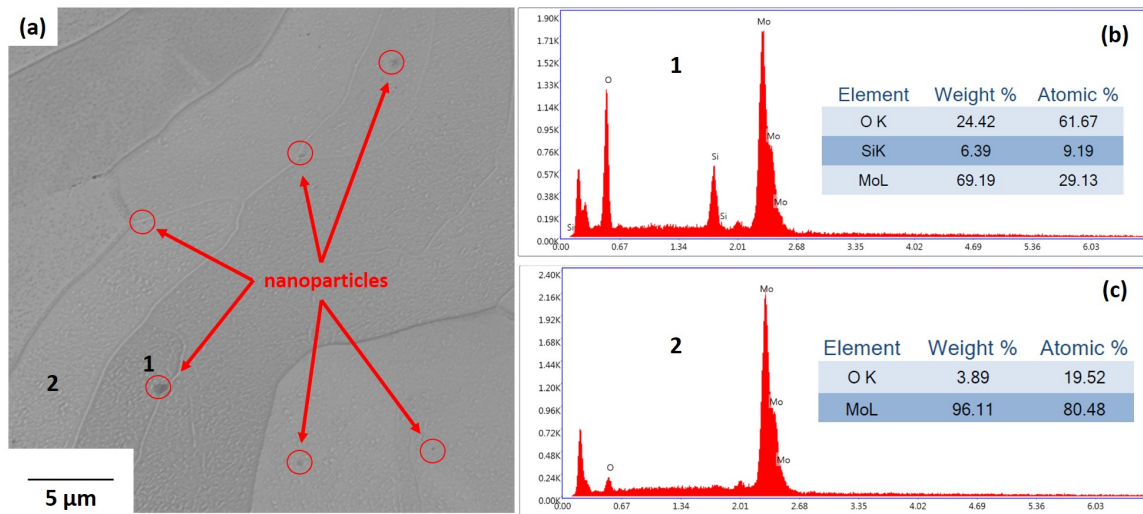 (a)
nanoparticles
1
2
5 μm
(b)
1
1.90K
1.71K
1.52K
1.33K
1.14K
0.95K
0.76K
0.57K
0.38K
0.19K
0.00K
0.00 0.67 1.34 2.01 2.68 3.35 4.02 4.69 5.36 6.03
Si
O
Si
Si
Mo
Mo
Mo
Element Weight % Atomic %
O K 24.42 61.67
SiK 6.39 9.19
MoL 69.19 29.13
(c)
2
2.40K
2.16K
1.92K
1.68K
1.44K
1.20K
0.96K
0.72K
0.48K
0.24K
0.00K
0.00 0.67 1.34 2.01 2.68 3.35 4.02 4.69 5.36 6.03
O
Mo
Mo
Mo
Element Weight % Atomic %
O K 3.89 19.52
MoL 96.11 80.48